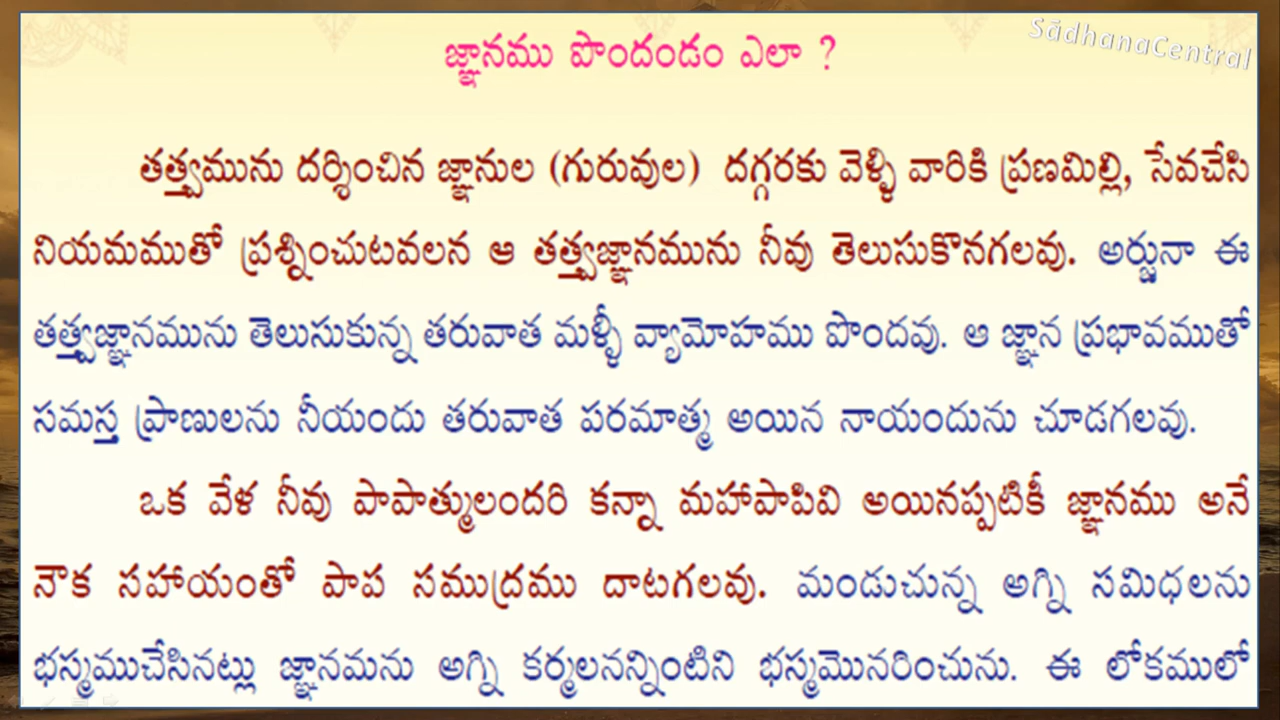 SādhanaCentral
జ్ఞానము పొందండం ఎలా ?
తత్త్వమును దర్శించిన జ్ఞానుల (గురువుల) దగ్గరకు వెళ్ళి వారికి ప్రణమిల్లి, సేవచేసి
నియమముతో ప్రశ్నించుటవలన ఆ తత్త్వజ్ఞానమును నీవు తెలుసుకొనగలవు. అర్జునా ఈ
తత్త్వజ్ఞానమును తెలుసుకున్న తరువాత మళ్ళీ వ్యామోహము పొందవు. ఆ జ్ఞాన ప్రభావముతో
సమస్త ప్రాణులను నీయందు తరువాత పరమాత్మ అయిన నాయందును చూడగలవు.
ఒక వేళ నీవు పాపాత్ములందరి కన్నా మహాపాపివి అయినప్పటికీ జ్ఞానము అనే
నౌక సహాయంతో పాప సముద్రము దాటగలవు. మండుచున్న అగ్ని సమిధలను
భస్మముచేసినట్లు జ్ఞానమను అగ్ని కర్మలనన్నింటిని భస్మమొనరించును. ఈ లోకములో